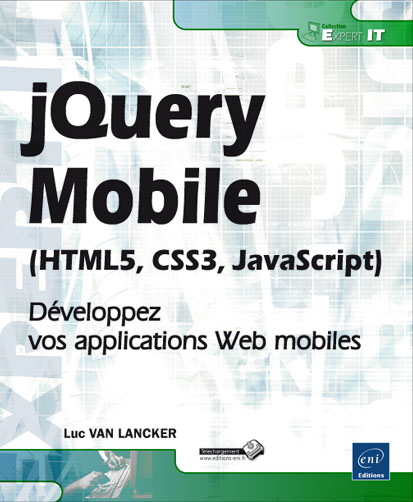 Collection
EXPERT IT
jQuery
Mobile
(HTML5, CSS3, JavaScript)
Développez
vos applications Web mobiles
Luc VAN LANCKER
Téléchargement
www.editions-eni.fr
eni
Editions